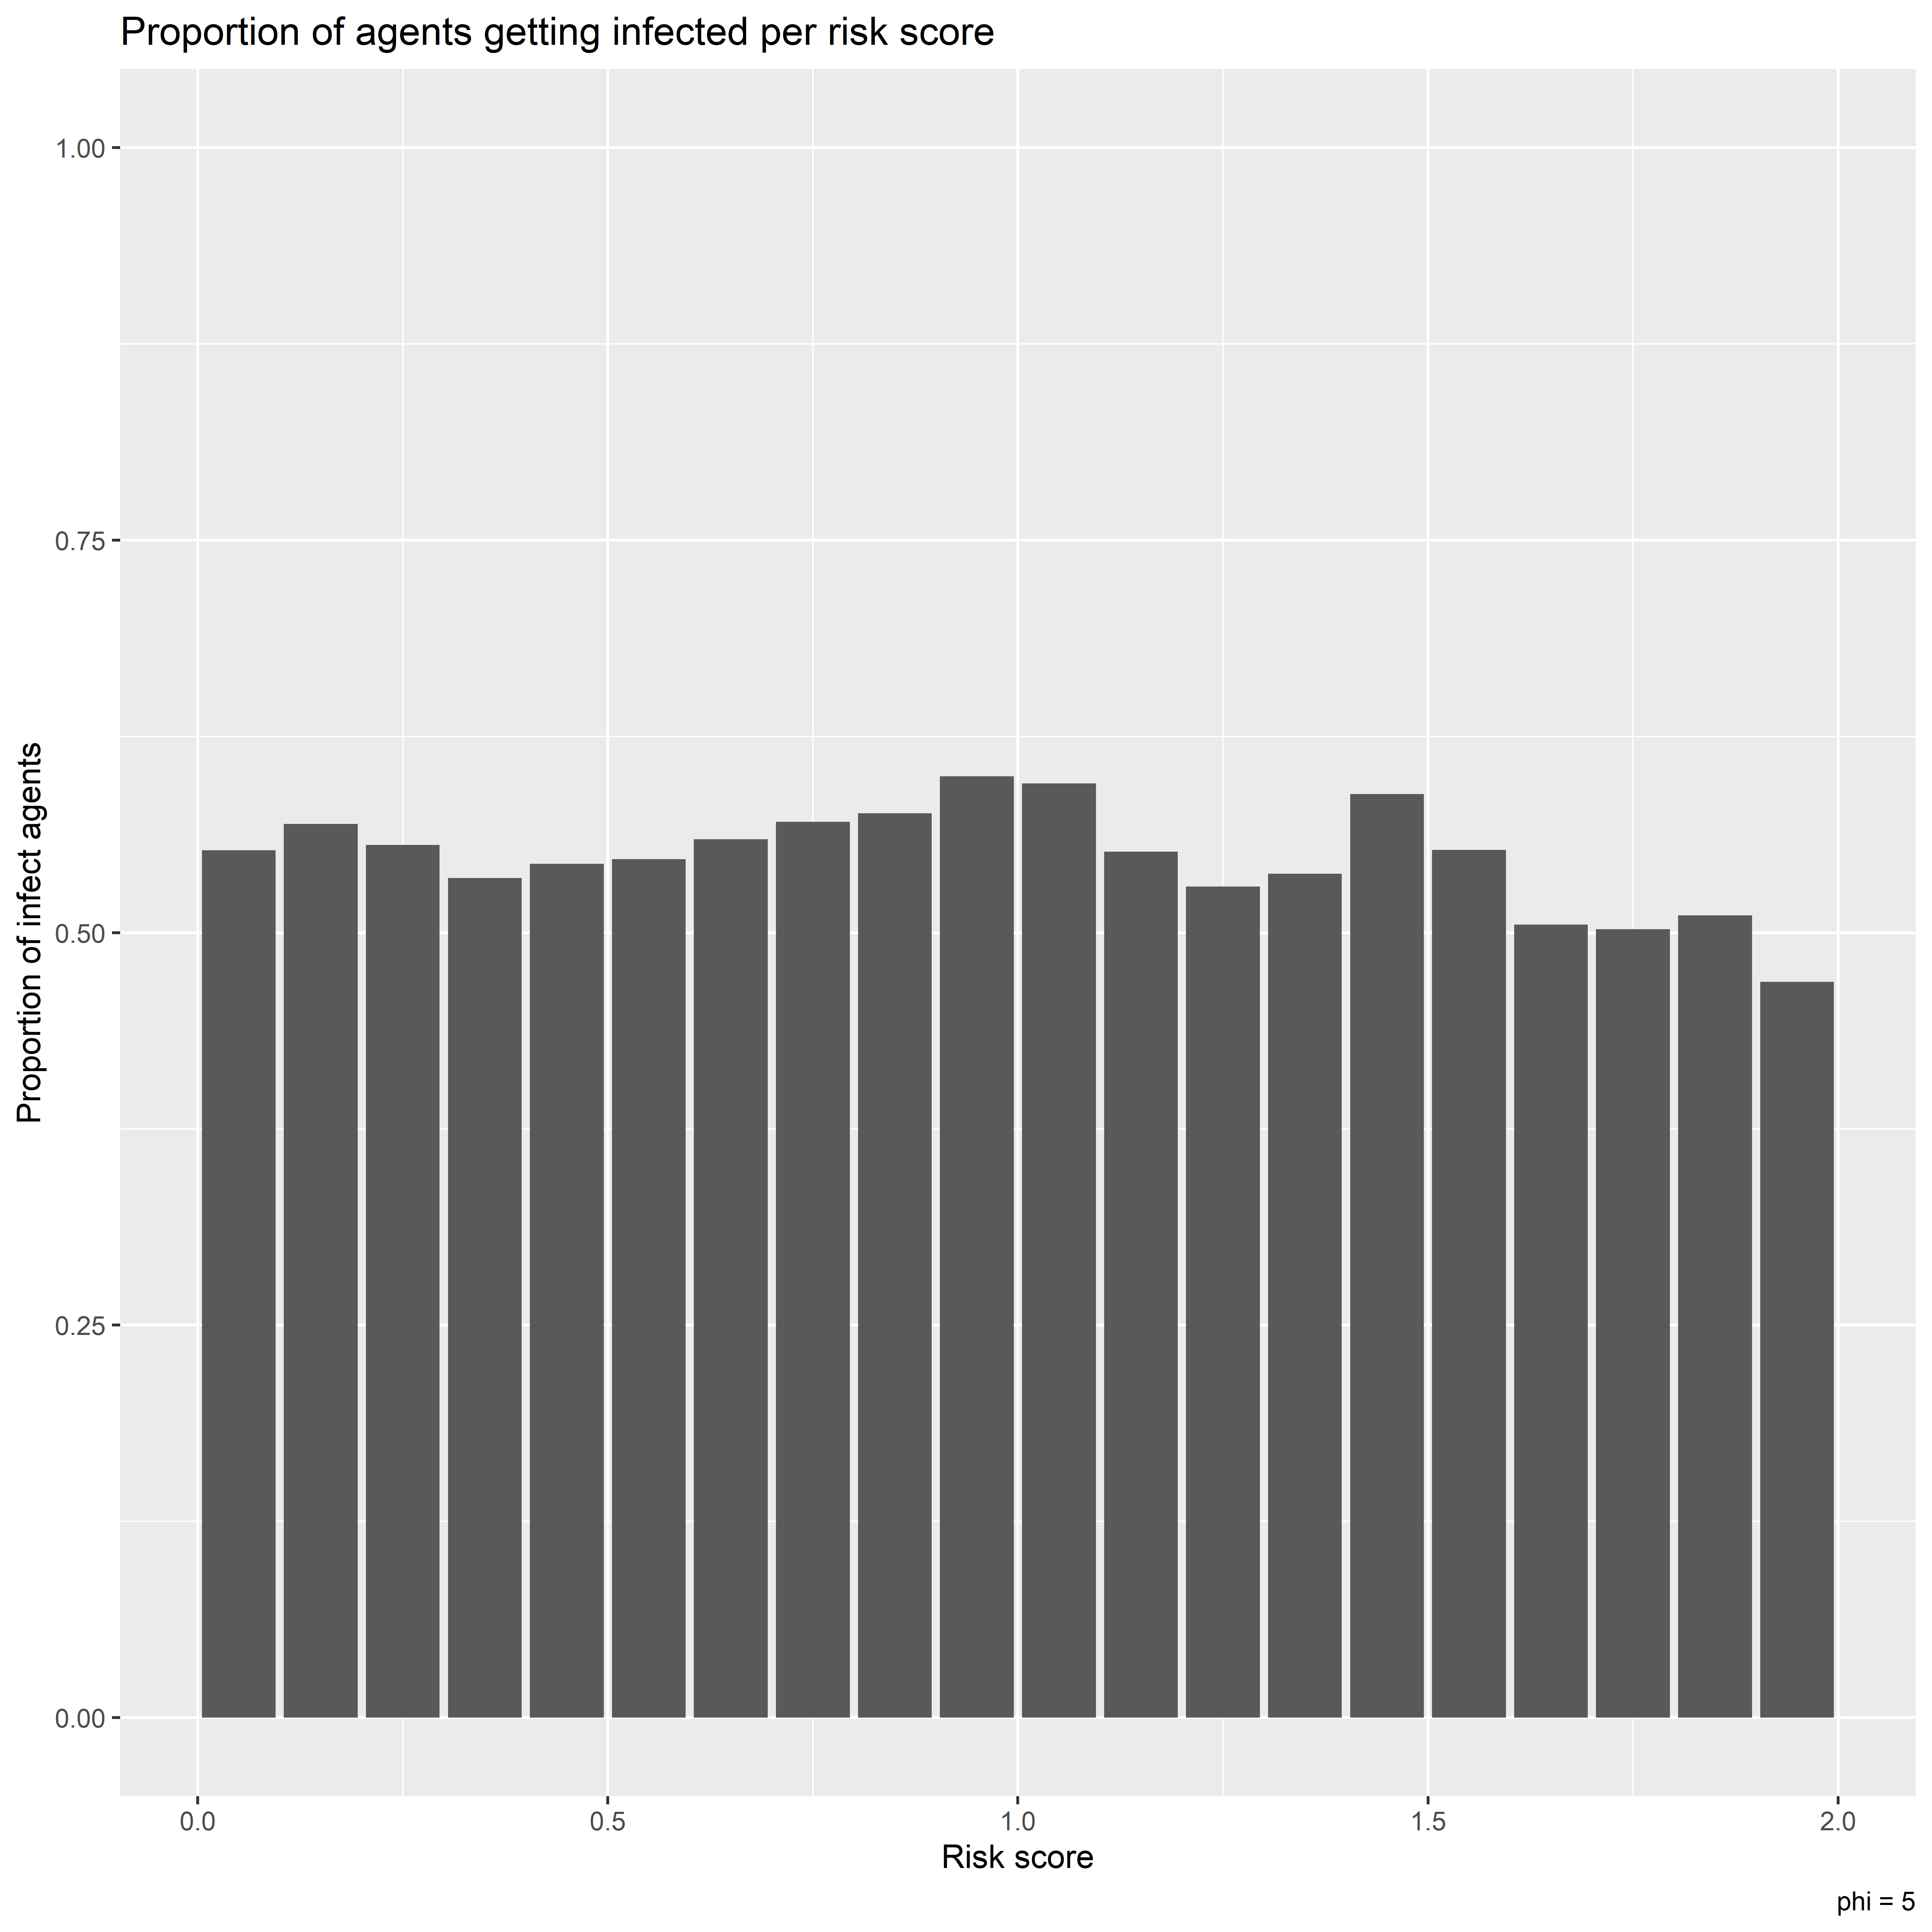 Proportion of agents getting infected per risk score
Proportion of infect agents
1.00
0.75
0.50
0.25
0.00
0.0
0.5
1.0
1.5
2.0
Risk score
phi = 5